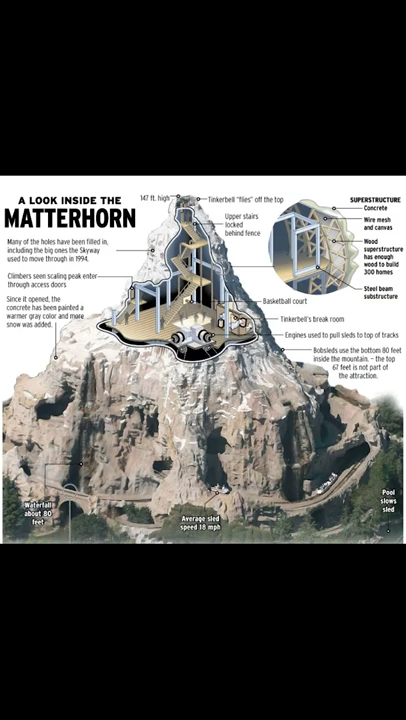 A LOOK INSIDE THE
MATTERHORN
Many of the holes have been filled in,
including the big ones the Skyway
used to move through in 1994.
Climbers seen scaling peak enter
through access doors
Since it opened, the
concrete has been painted a
warmer gray color and more
snow was added.
147 ft. high
Tinkerbell "flies" off the top
Upper stairs
locked
behind fence
SUPERSTRUCTURE
Concrete
Wire mesh
and canvas
Wood
superstructure
has enough
wood to build
300 homes
Steel beam
substructure
Basketball court
Tinkerbell's break room
Engines used to pull sleds to top of tracks
Bobsleds use the bottom 80 feet
inside the mountain. – the top
67 feet is not part of
the attraction.
Waterfall
about 80
feet
Average sled
speed 18 mph
Pool
slows
sled